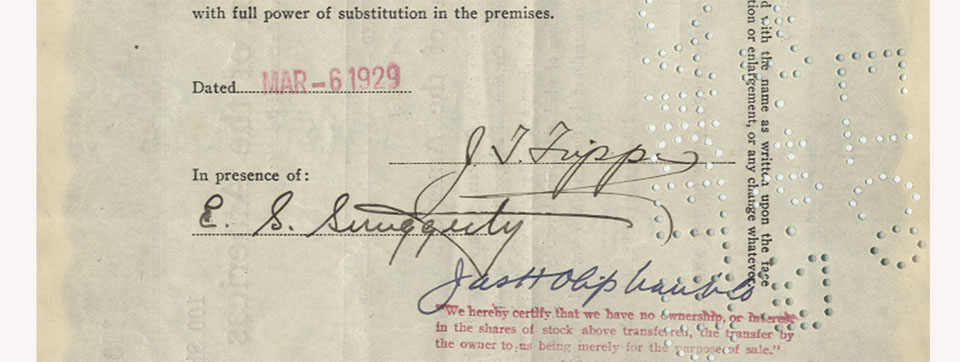 with full power of substitution in the premises.
Dated MAR - 6 1929
J. T. Tripp
In presence of:
E. S.
Jas H Oliphant & Co
"We hereby certify that we have no ownership, or interest
in the shares of stock above transferred, the transfer by
the owner to us being merely for the purpose of sale."
d with the name as written upon the face
tion or enlargement, or any change whatever.